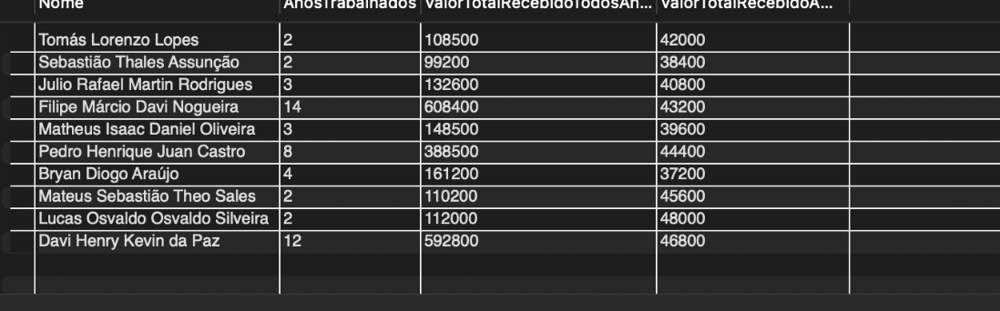 Nome AnosTrabalhados ValorTotalRecebidoTodosAn... ValorTotalRecebidoA...
Tomás Lorenzo Lopes 2 108500 42000
Sebastião Thales Assunção 2 99200 38400
Julio Rafael Martin Rodrigues 3 132600 40800
Filipe Márcio Davi Nogueira 14 608400 43200
Matheus Isaac Daniel Oliveira 3 148500 39600
Pedro Henrique Juan Castro 8 388500 44400
Bryan Diogo Araújo 4 161200 37200
Mateus Sebastião Theo Sales 2 110200 45600
Lucas Osvaldo Osvaldo Silveira 2 112000 48000
Davi Henry Kevin da Paz 12 592800 46800